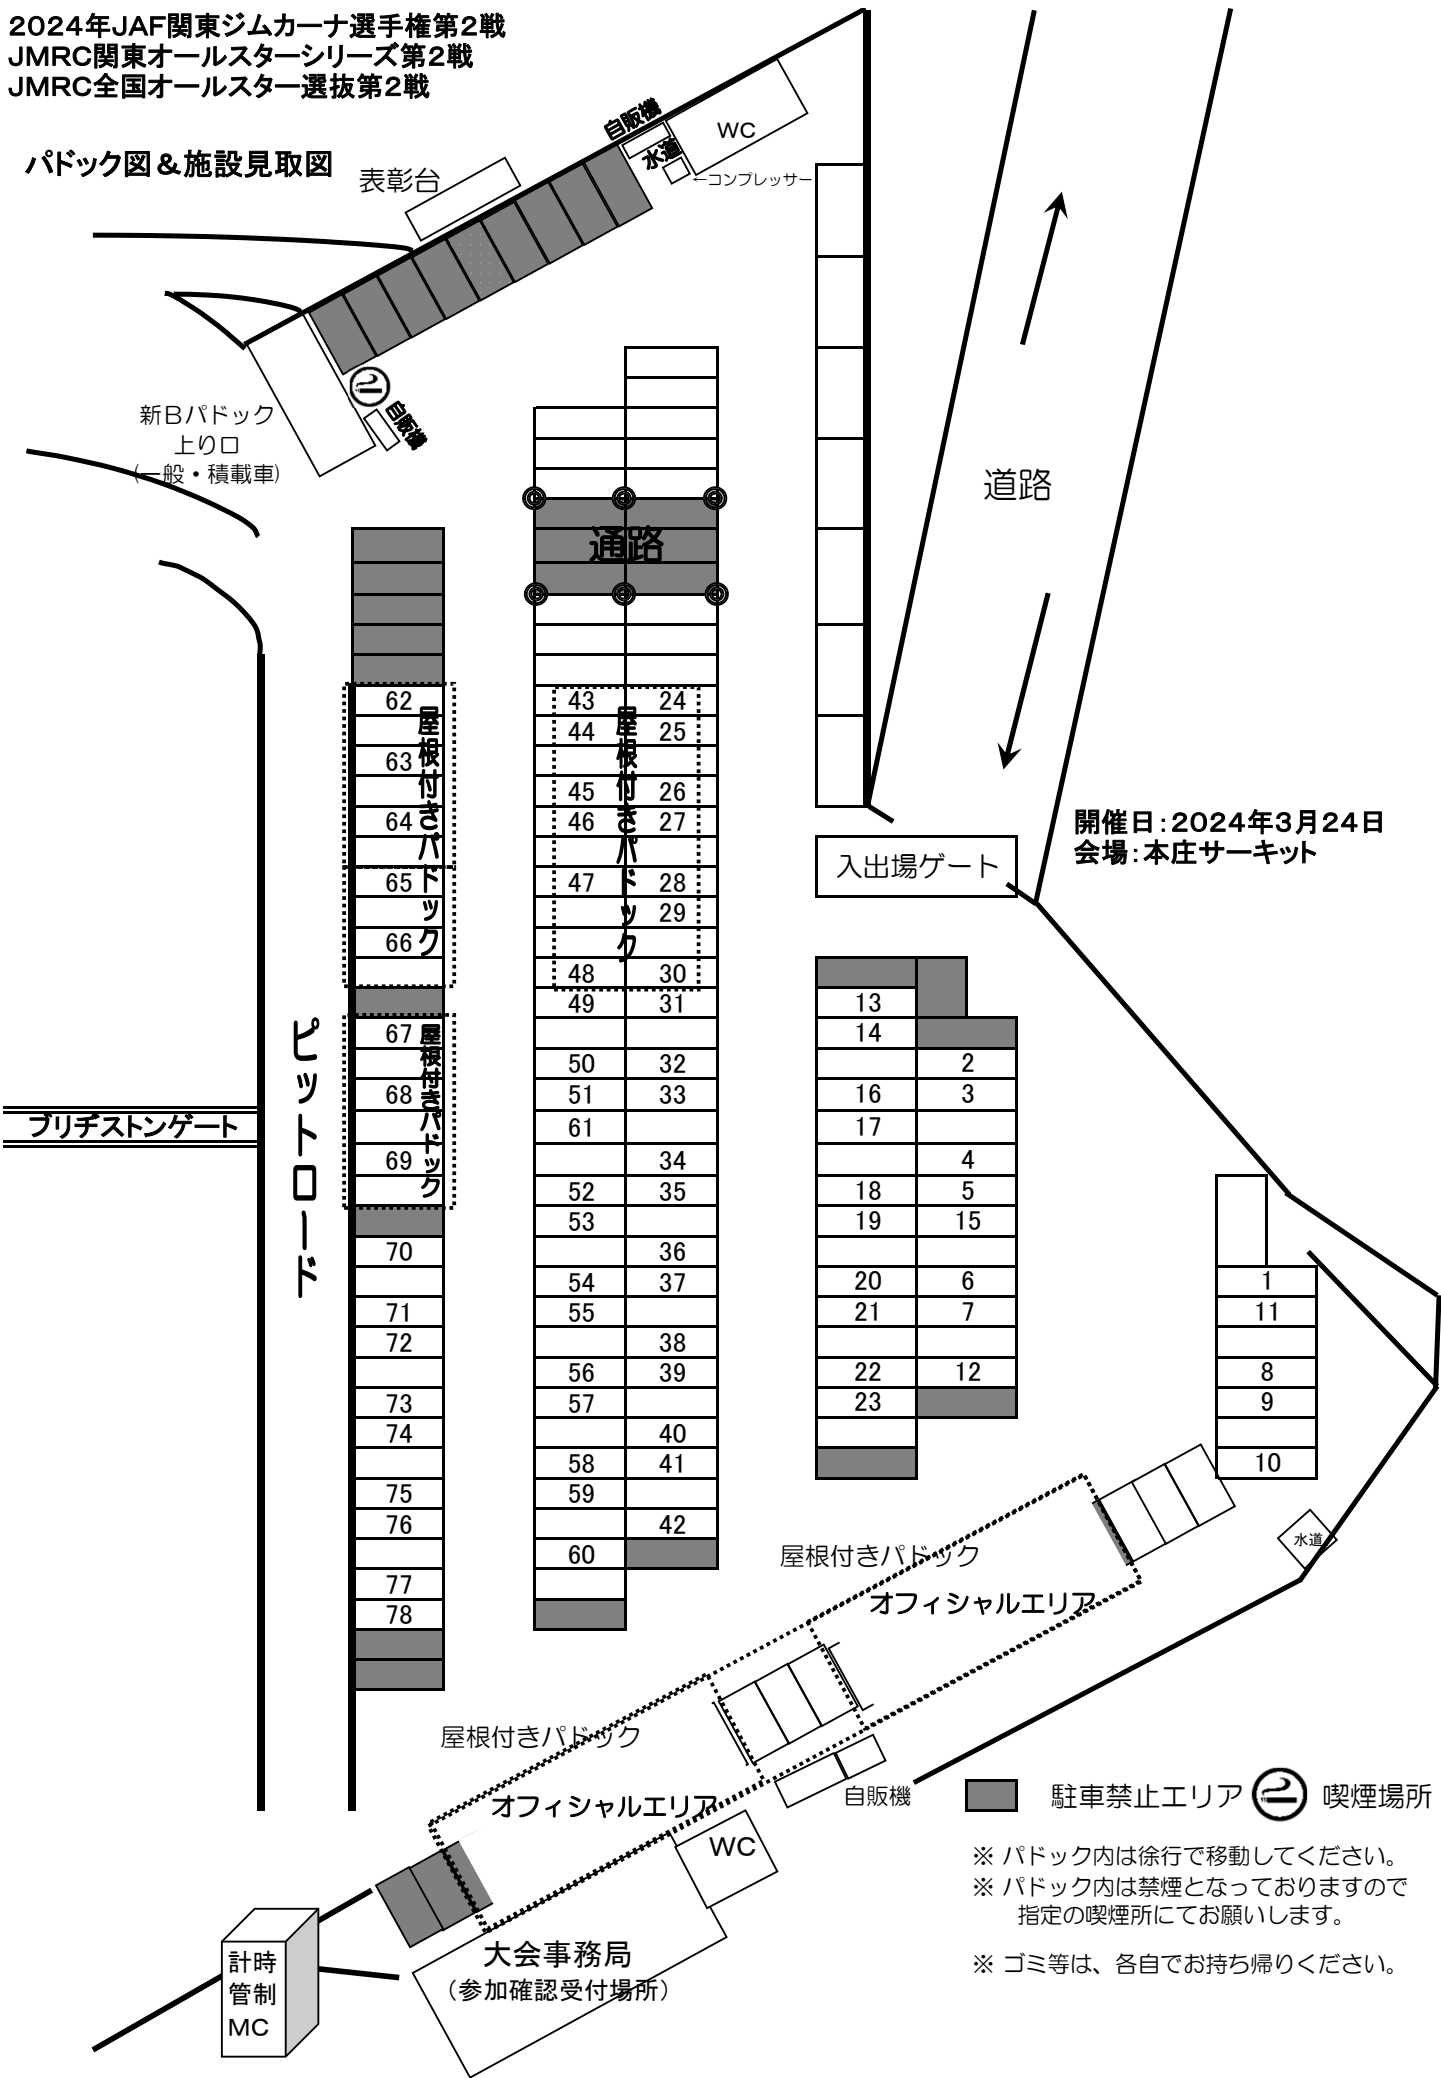 2024年JAF関東ジムカーナ選手権第2戦
JMRC関東オールスターシリーズ第2戦
JMRC全国オールスター選抜第2戦
パドック図&施設見取図
表彰台
自販機
水道
WC
←コンプレッサー
新Bパドック
上り口
(一般・積載車)
自販機
道路
通路
62
63
64
65
66
屋根付きパドック
67
68
69
屋根付きパドック
70
71
72
73
74
75
76
77
78
43 24
44 25
45 26
46 27
47 28
29
48 30
屋根付きパドック
49 31
50 32
51 33
61
34
52 35
53
36
54 37
55
38
56 39
57
40
58 41
59
42
60
開催日:2024年3月24日
会場:本庄サーキット
入出場ゲート
13
14
2
16 3
17
4
18 5
19 15
20 6
21 7
22 12
23
1
11
8
9
10
ピットロード
ブリヂストンゲート
水道
屋根付きパドック
オフィシャルエリア
屋根付きパドック
オフィシャルエリア
自販機
WC
大会事務局
(参加確認受付場所)
計時
管制
MC
駐車禁止エリア 喫煙場所
※ パドック内は徐行で移動してください。
※ パドック内は禁煙となっておりますので
指定の喫煙所にてお願いします。
※ ゴミ等は、各自でお持ち帰りください。